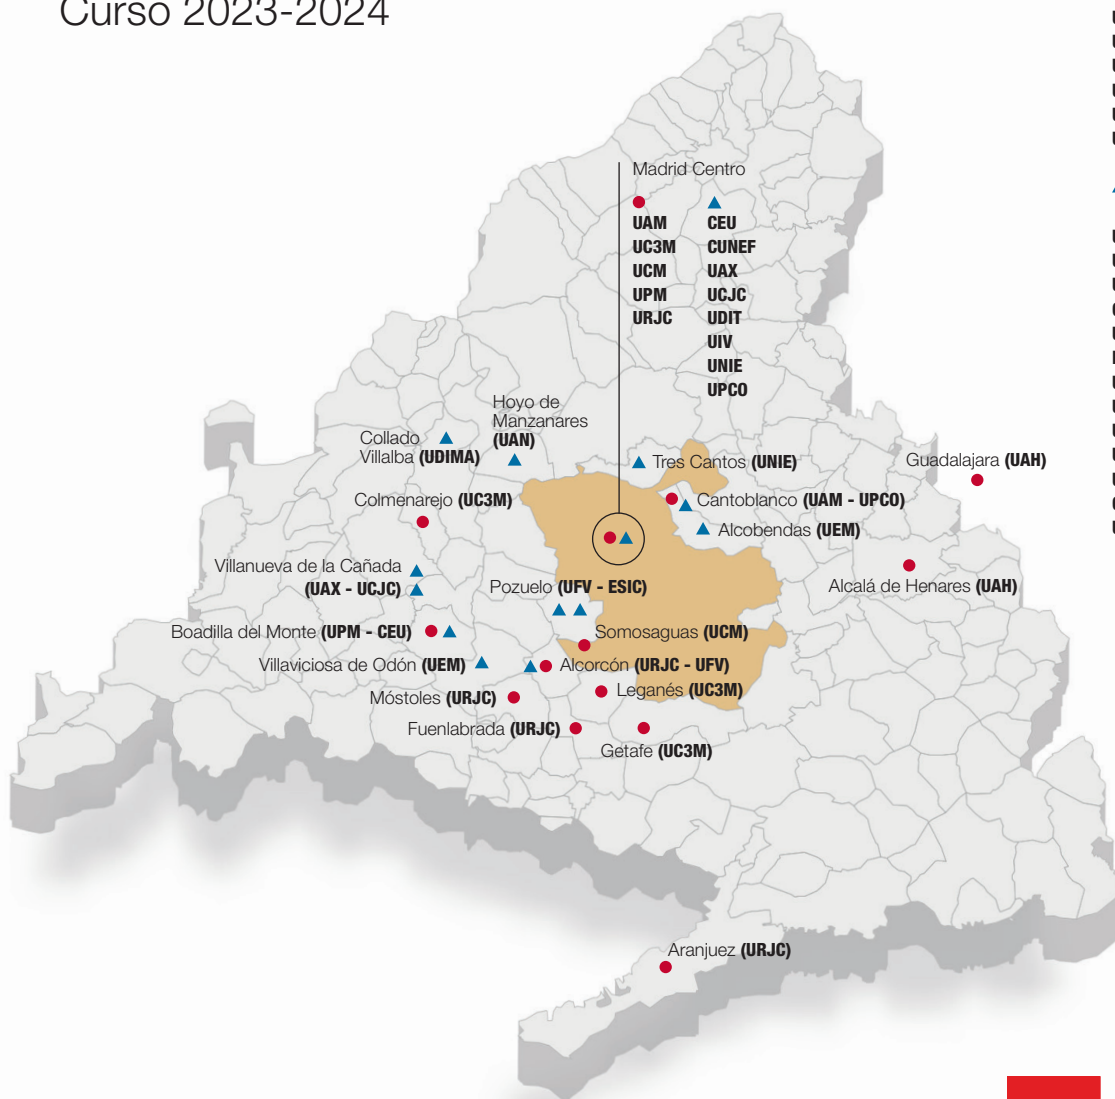 Curso 2023-2024
Madrid Centro
UAM
UC3M
UCM
UPM
URJC
CEU
CUNEF
UAX
UCJC
UDIT
UIV
UNIE
UPCO
Hoyo de
Manzanares
(UAN)
Collado
Villalba (UDIMA)
Tres Cantos (UNIE)
Guadalajara (UAH)
Colmenarejo (UC3M)
Cantoblanco (UAM - UPCO)
Alcobendas (UEM)
Villanueva de la Cañada
(UAX - UCJC)
Pozuelo (UFV - ESIC)
Alcalá de Henares (UAH)
Boadilla del Monte (UPM - CEU)
Somosaguas (UCM)
Villaviciosa de Odón (UEM)
Alcorcón (URJC - UFV)
Móstoles (URJC)
Leganés (UC3M)
Fuenlabrada (URJC)
Getafe (UC3M)
Aranjuez (URJC)